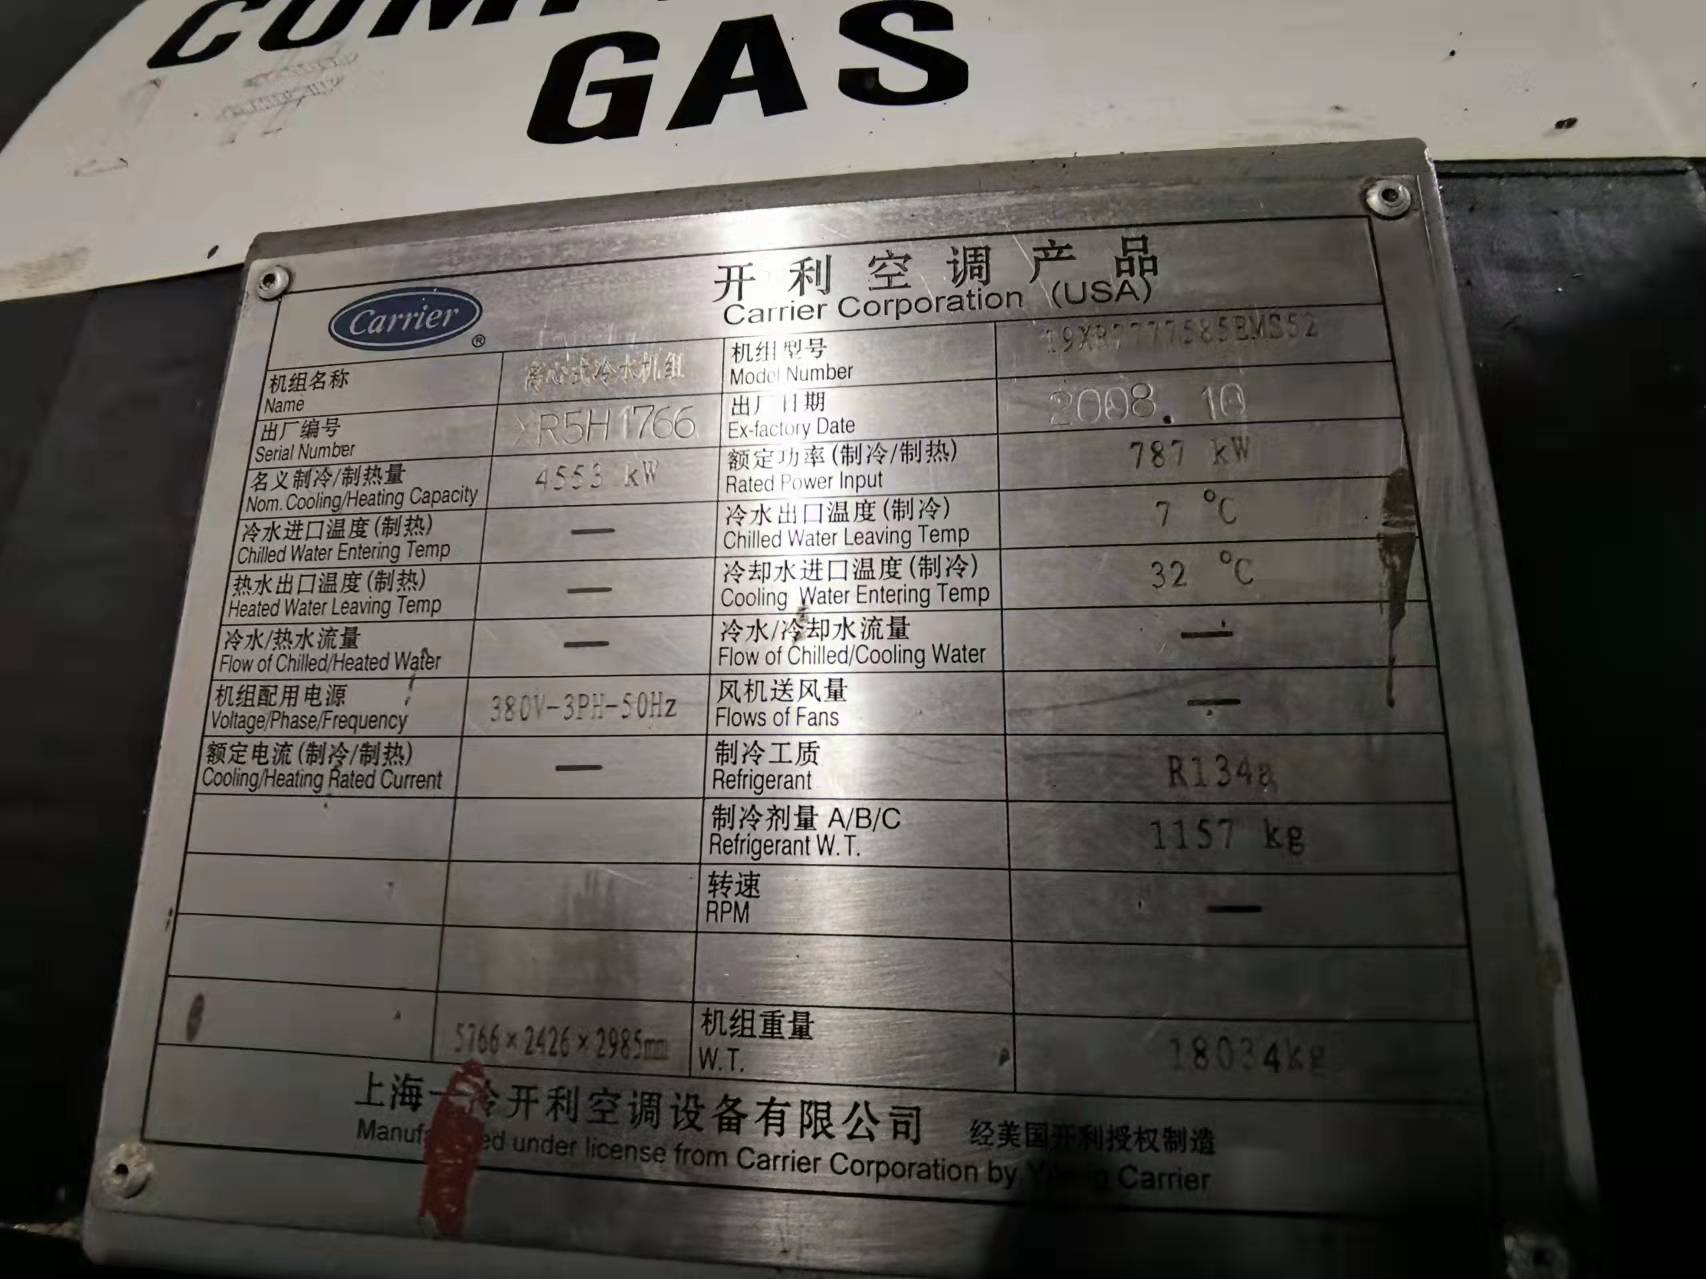 GAS
开利空调产品
Carrier Corporation (USA)
Carrier ®
机组名称 离心式冷水机组 机组型号
Name Model Number
出厂编号 R5H1766 出厂日期 2008.10
Serial Number Ex-factory Date
名义制冷/制热量 4553 kW 额定功率(制冷/制热) 787 kW
Nom. Cooling/Heating Capacity Rated Power Input
冷水进口温度(制热) — 冷水出口温度(制冷) 7 °C
Chilled Water Entering Temp Chilled Water Leaving Temp
热水出口温度(制热) — 冷却水进口温度(制冷) 32 °C
Heated Water Leaving Temp Cooling Water Entering Temp
冷水/热水流量 — 冷水/冷却水流量 —
Flow of Chilled/Heated Water Flow of Chilled/Cooling Water
机组配用电源 380V-3PH-50Hz 风机送风量 —
Voltage/Phase/Frequency Flows of Fans
额定电流(制冷/制热) — 制冷工质 R134a
Cooling/Heating Rated Current Refrigerant
制冷剂量 A/B/C 1157 kg
Refrigerant W.T.
转速 —
RPM
5766×2426×2985mm 机组重量 18034kg
W.T.
上海一冷开利空调设备有限公司 经美国开利授权制造
under license from Carrier Corporation by Carrier